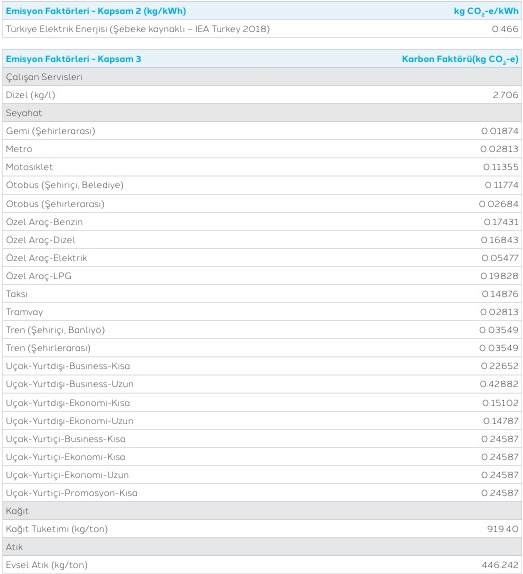 Emisyon Faktörleri - Kapsam 2 (kg/kWh) kg CO₂-e/kWh
Türkiye Elektrik Enerjisi (Şebeke kaynaklı – IEA Turkey 2018) 0.466
Emisyon Faktörleri - Kapsam 3 Karbon Faktörü(kg CO₂-e)
Çalışan Servisleri
Dizel (kg/l) 2.706
Seyahat
Gemi (Şehirlerarası) 0.01874
Metro 0.02813
Motosiklet 0.11355
Otobüs (Şehiriçi, Belediye) 0.11774
Otobüs (Şehirlerarası) 0.02684
Özel Araç-Benzin 0.17431
Özel Araç-Dizel 0.16843
Özel Araç-Elektrik 0.05477
Özel Araç-LPG 0.19828
Taksi 0.14876
Tramvay 0.02813
Tren (Şehiriçi, Banliyö) 0.03549
Tren (Şehirlerarası) 0.03549
Uçak-Yurtdışı-Business-Kısa 0.22652
Uçak-Yurtdışı-Business-Uzun 0.42882
Uçak-Yurtdışı-Ekonomi-Kısa 0.15102
Uçak-Yurtdışı-Ekonomi-Uzun 0.14787
Uçak-Yurtiçi-Business-Kısa 0.24587
Uçak-Yurtiçi-Ekonomi-Kısa 0.24587
Uçak-Yurtiçi-Ekonomi-Uzun 0.24587
Uçak-Yurtiçi-Promosyon-Kısa 0.24587
Kağıt
Kağıt Tüketimi (kg/ton) 919.40
Atık
Evsel Atık (kg/ton) 446.242